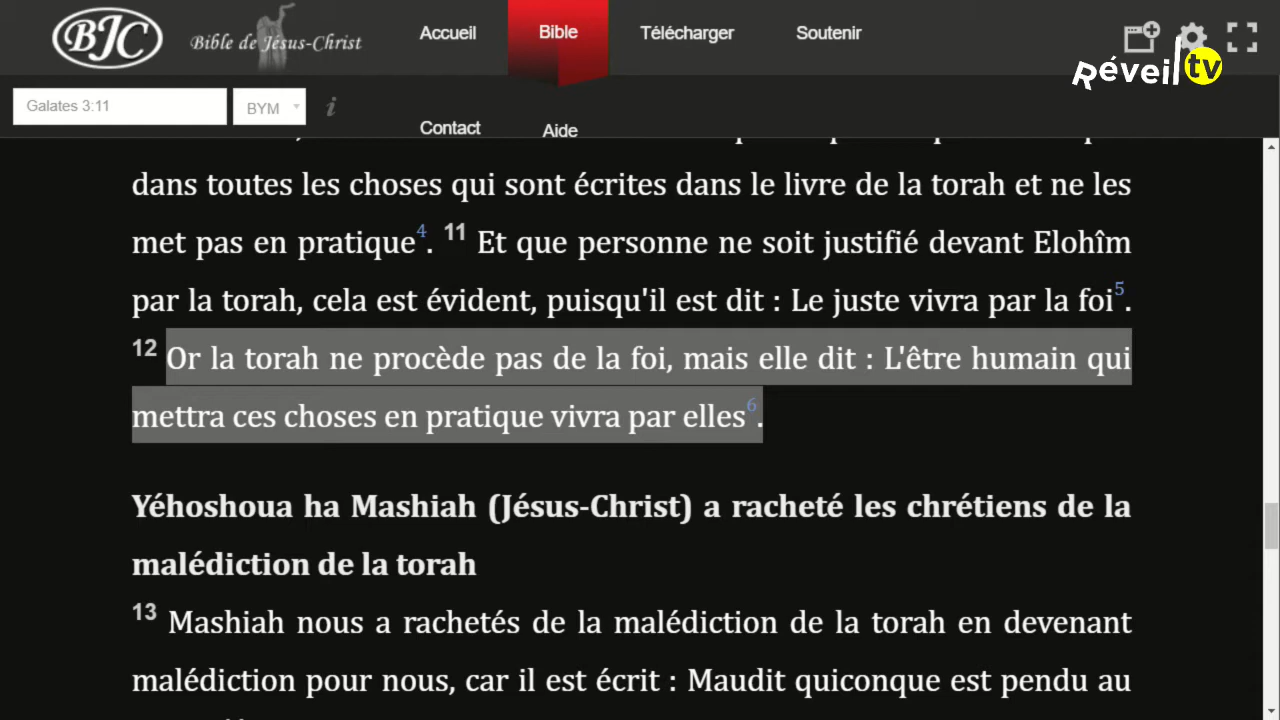 BJC
Bible de Jésus-Christ
Accueil
Bible
Télécharger
Soutenir
Réveil tv
Galates 3:11
BYM
i
Contact
Aide
dans toutes les choses qui sont écrites dans le livre de la torah et ne les
met pas en pratique4. 11 Et que personne ne soit justifié devant Elohîm
par la torah, cela est évident, puisqu'il est dit : Le juste vivra par la foi5.
12 Or la torah ne procède pas de la foi, mais elle dit : L'être humain qui
mettra ces choses en pratique vivra par elles6.
Yéhoshoua ha Mashiah (Jésus-Christ) a racheté les chrétiens de la
malédiction de la torah
13 Mashiah nous a rachetés de la malédiction de la torah en devenant
malédiction pour nous, car il est écrit : Maudit quiconque est pendu au